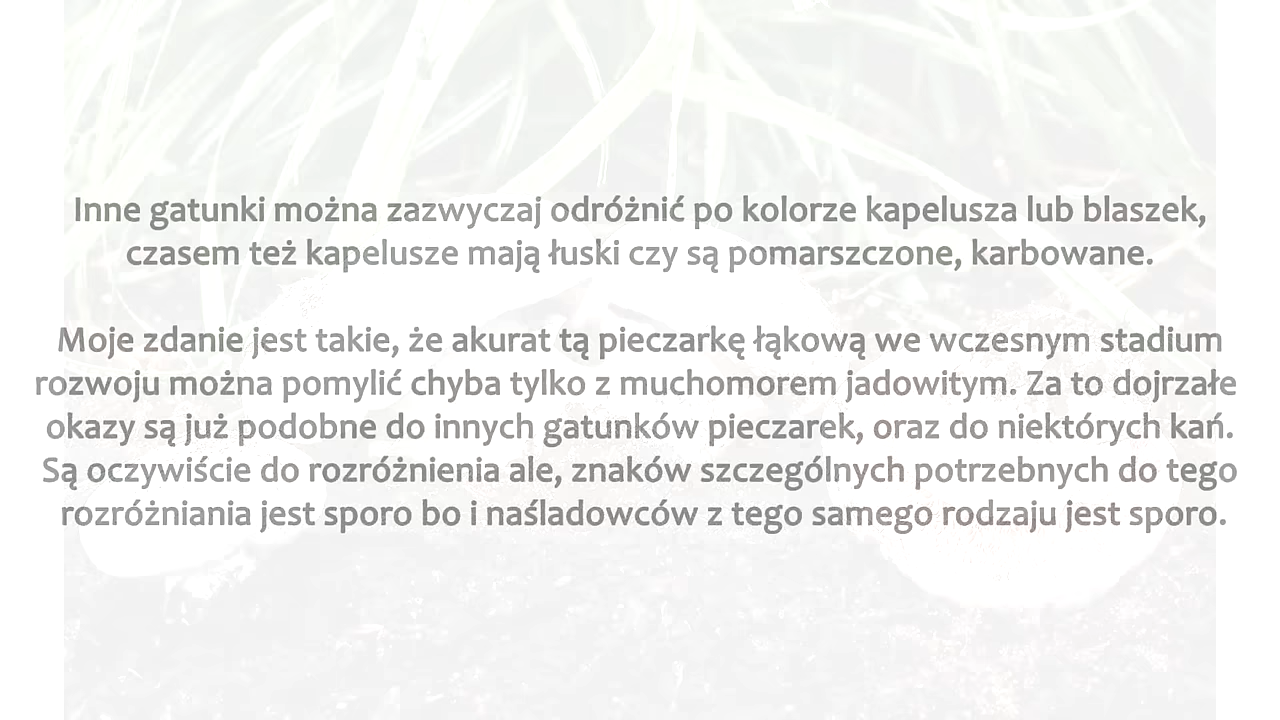 Inne gatunki można zazwyczaj odróżnić po kolorze kapelusza lub blaszek,
czasem też kapelusze mają łuski czy są pomarszczone, karbowane.
Moje zdanie jest takie, że akurat tą pieczarkę łąkową we wczesnym stadium
rozwoju można pomylić chyba tylko z muchomorem jadowitym. Za to dojrzałe
okazy są już podobne do innych gatunków pieczarek, oraz do niektórych kań.
Są oczywiście do rozróżnienia ale, znaków szczególnych potrzebnych do tego
rozróżniania jest sporo bo i naśladowców z tego samego rodzaju jest sporo.